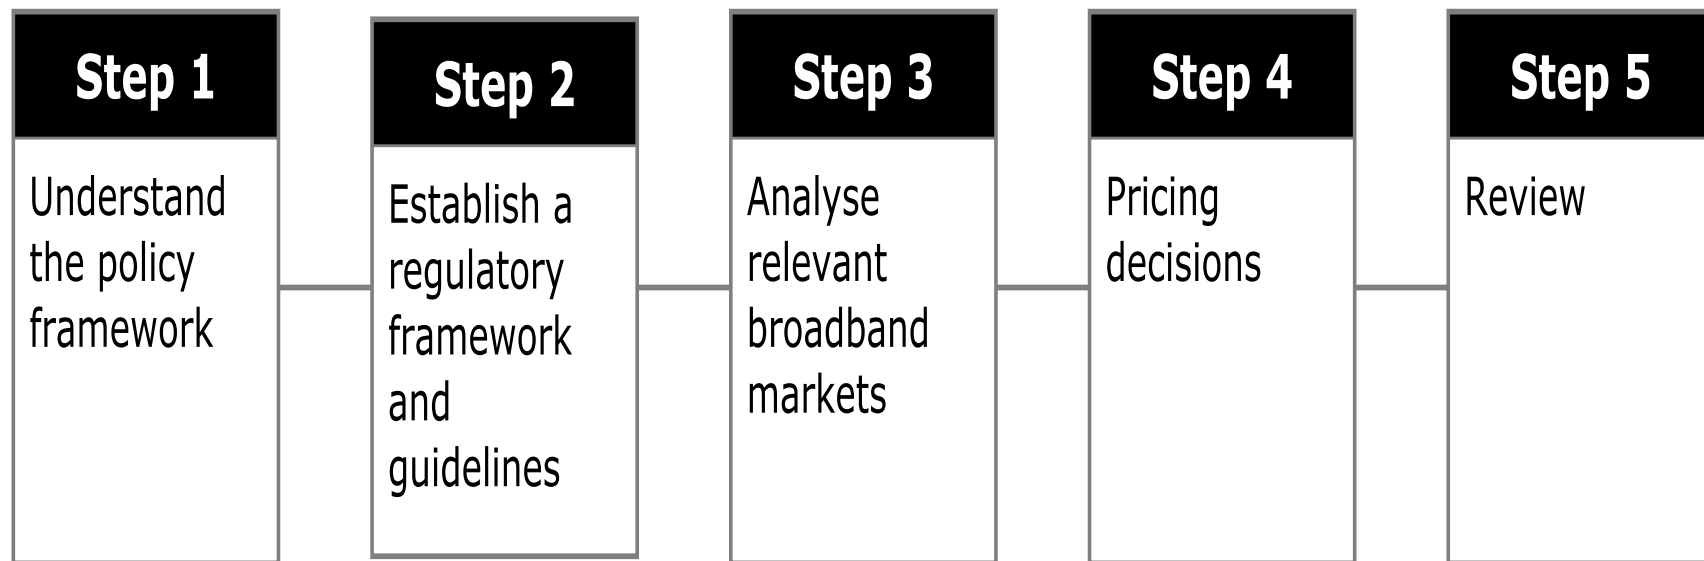 Step 1
Understand
the policy
framework
Step 2
Establish a
regulatory
framework
and
guidelines
Step 3
Analyse
relevant
broadband
markets
Step 4
Pricing
decisions
Step 5
Review